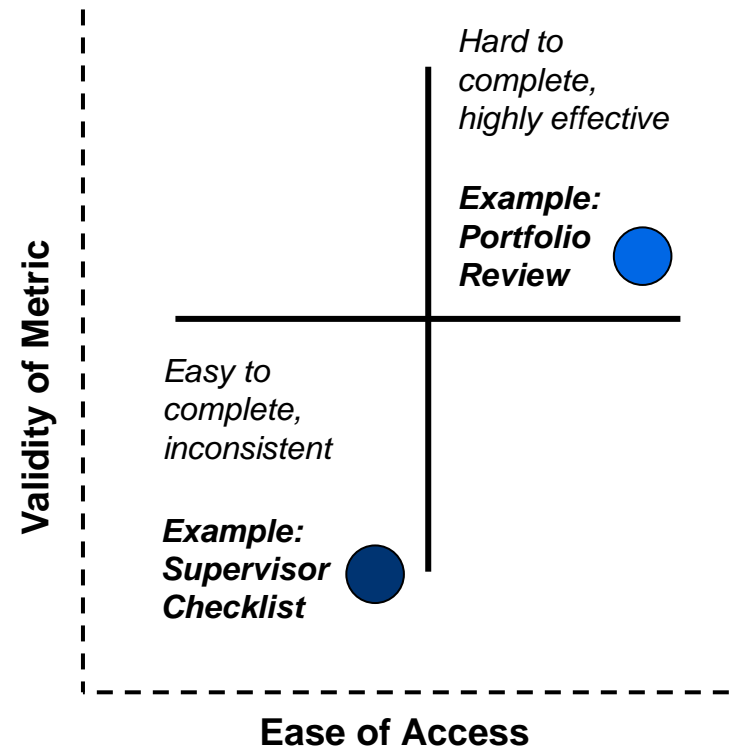 Hard to
complete,
highly effective
Example:
Portfolio
Review
Validity of Metric
Easy to
complete,
inconsistent
Example:
Supervisor
Checklist
Ease of Access